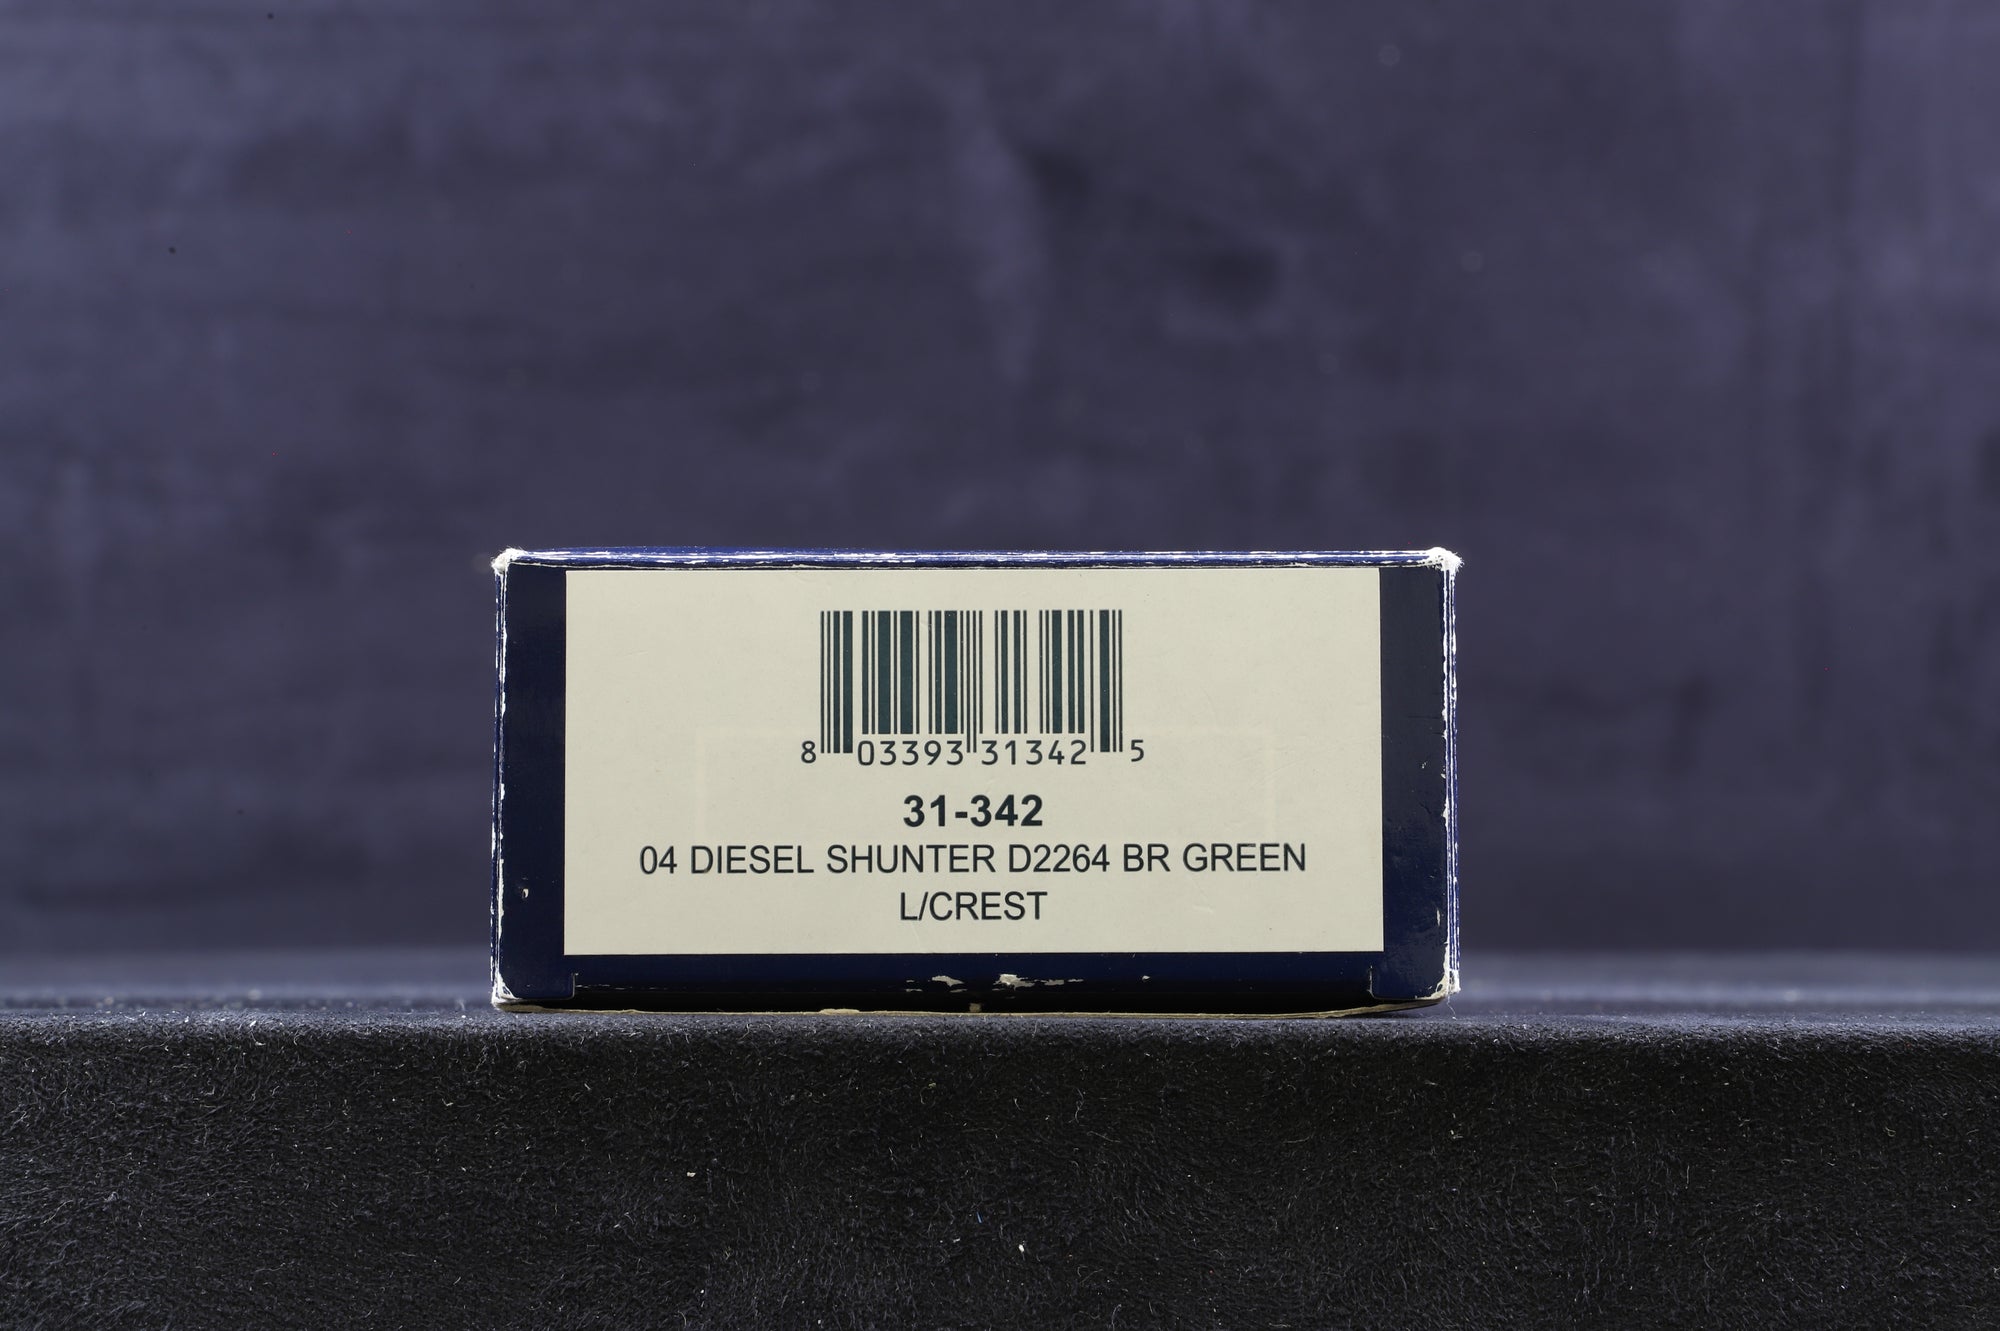 8 03393 31342 5
31-342
04 DIESEL SHUNTER D2264 BR GREEN
L/CREST